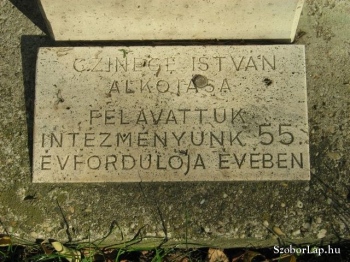 CZINEGE ISTVÁN
ALKOTÁSA
FELAVATTUK
INTÉZMÉNYÜNK 55.
ÉVFORDULÓJA ÉVÉBEN
SzoborLap.hu